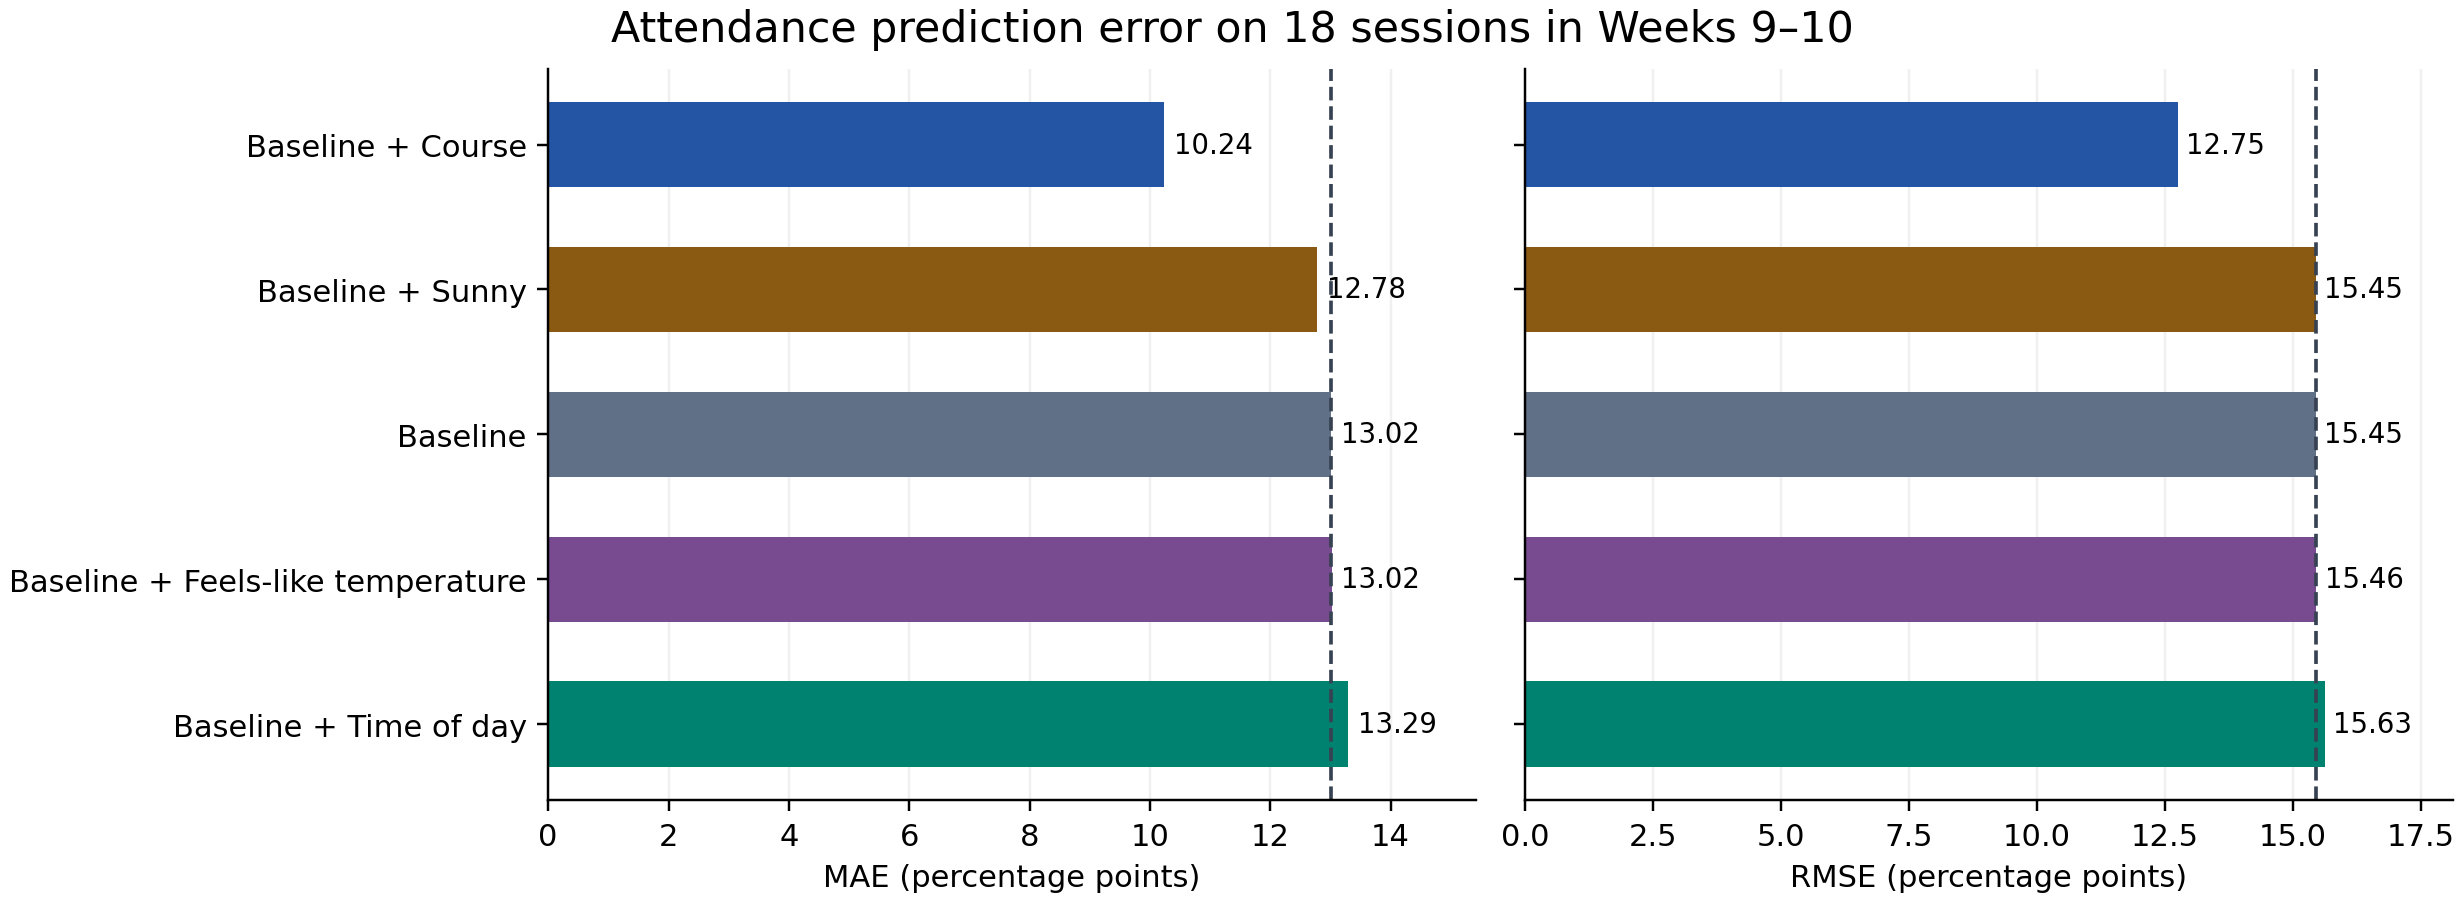 Attendance prediction error on 18 sessions in Weeks 9–10
Baseline + Course
10.24
12.75
Baseline + Sunny
12.78
15.45
Baseline
13.02
15.45
Baseline + Feels-like temperature
13.02
15.46
Baseline + Time of day
13.29
15.63
0 2 4 6 8 10 12 14
0.0 2.5 5.0 7.5 10.0 12.5 15.0 17.5
MAE (percentage points)
RMSE (percentage points)